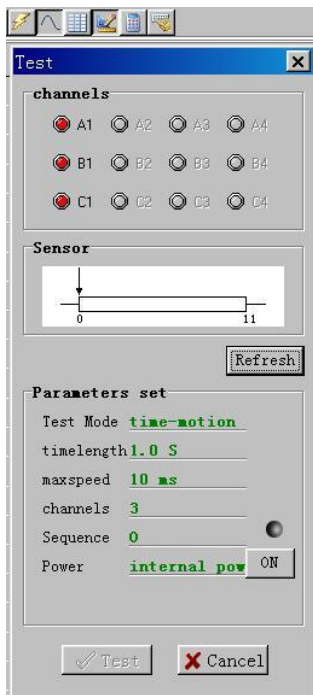 Test
channels
A1 A2 A3 A4
B1 B2 B3 B4
C1 C2 C3 C4
Sensor
0 11
Refresh
Parameters set
Test Mode time-motion
timelength 1.0 S
maxspeed 10 ms
channels 3
Sequence 0
Power internal pow ON
Test Cancel